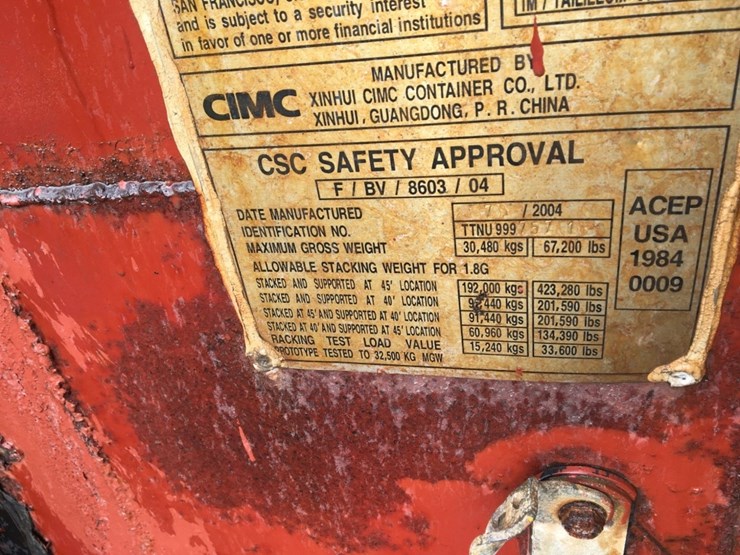 SAN FRANCISCO,
and is subject to a security interest
in favor of one or more financial institutions
MANUFACTURED BY
CIMC XINHUI CIMC CONTAINER CO., LTD.
XINHUI, GUANGDONG, P. R. CHINA
CSC SAFETY APPROVAL
F / BV / 8603 / 04
DATE MANUFACTURED / 2004
IDENTIFICATION NO. TTNU 999
MAXIMUM GROSS WEIGHT 30,480 kgs 67,200 lbs
ALLOWABLE STACKING WEIGHT FOR 1.8G
STACKED AND SUPPORTED AT 45' LOCATION 192,000 kgs 423,280 lbs
STACKED AND SUPPORTED AT 40' LOCATION kgs 201,590 lbs
STACKED AT 45' AND SUPPORTED AT 40' LOCATION 91,440 kgs 201,590 lbs
STACKED AT 40' AND SUPPORTED AT 45' LOCATION 60,960 kgs 134,390 lbs
RACKING TEST LOAD VALUE 15,240 kgs 33,600 lbs
PROTOTYPE TESTED TO 32,500 KG MGW
ACEP
USA
1984
0009